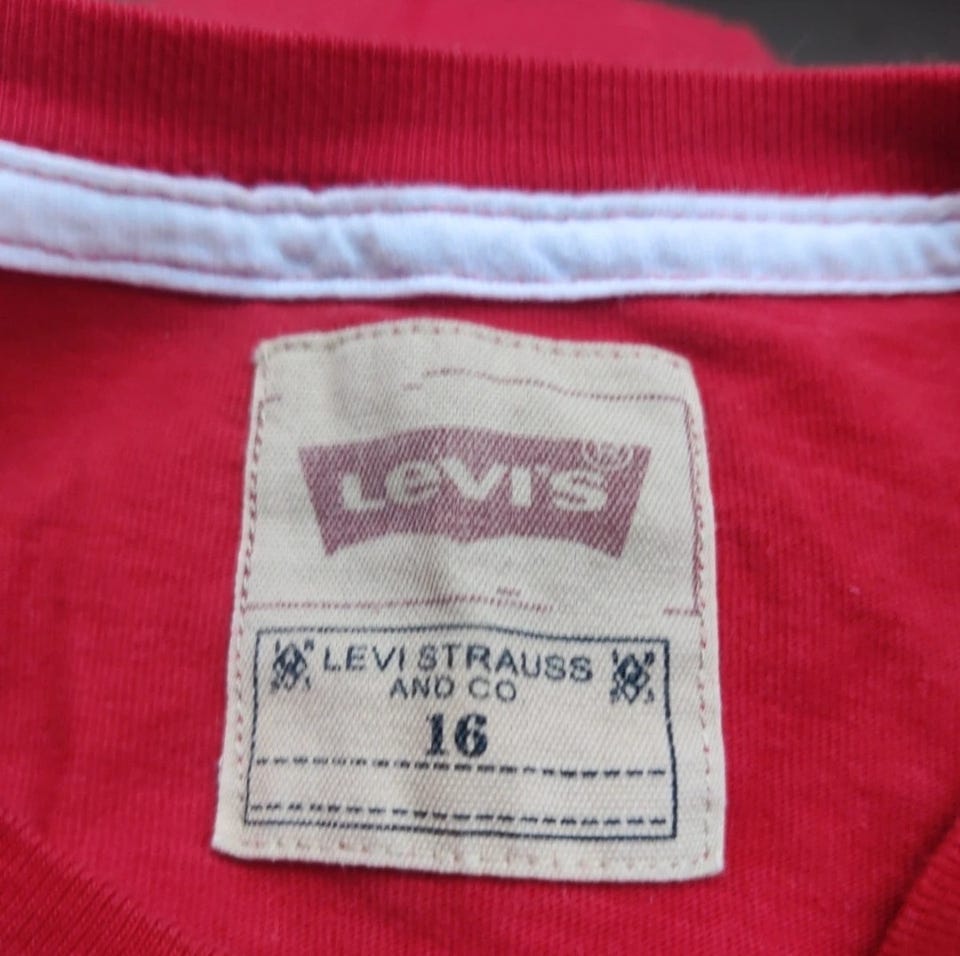 LEVI'S
LEVI STRAUSS
AND CO
16